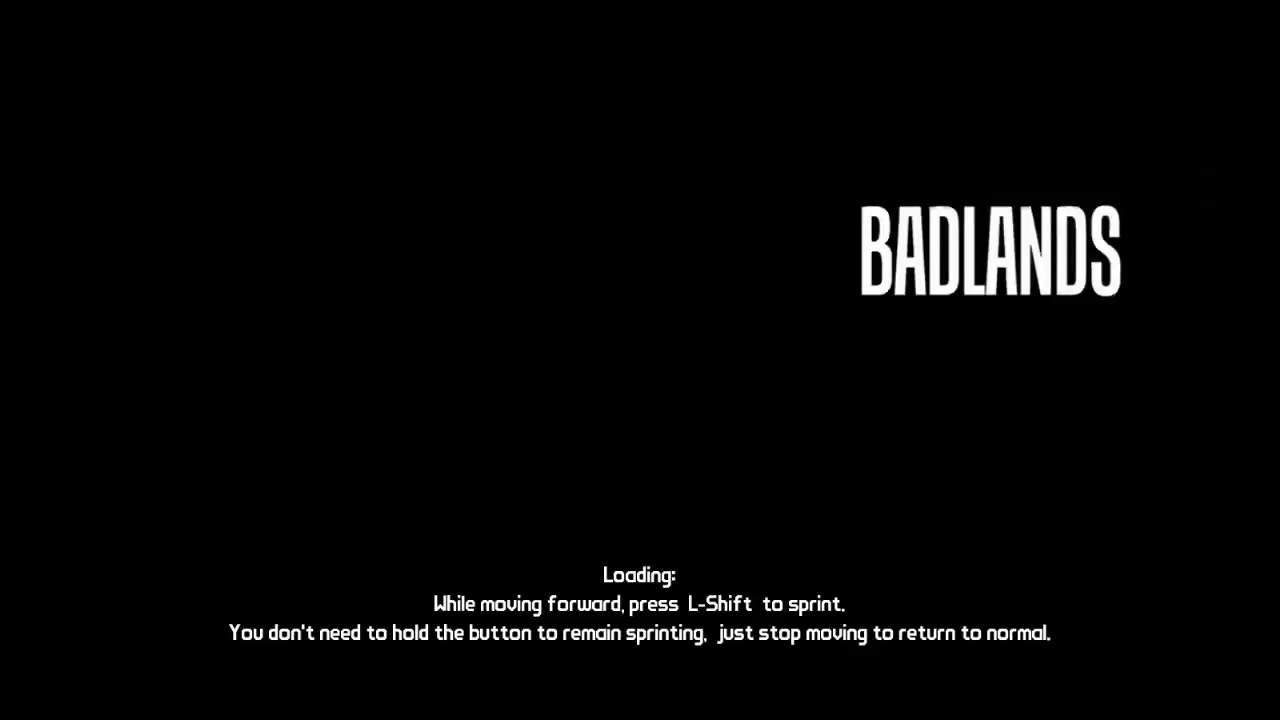 BADLANDS
Loading:
While moving forward, press L-Shift to sprint.
You don't need to hold the button to remain sprinting, just stop moving to return to normal.